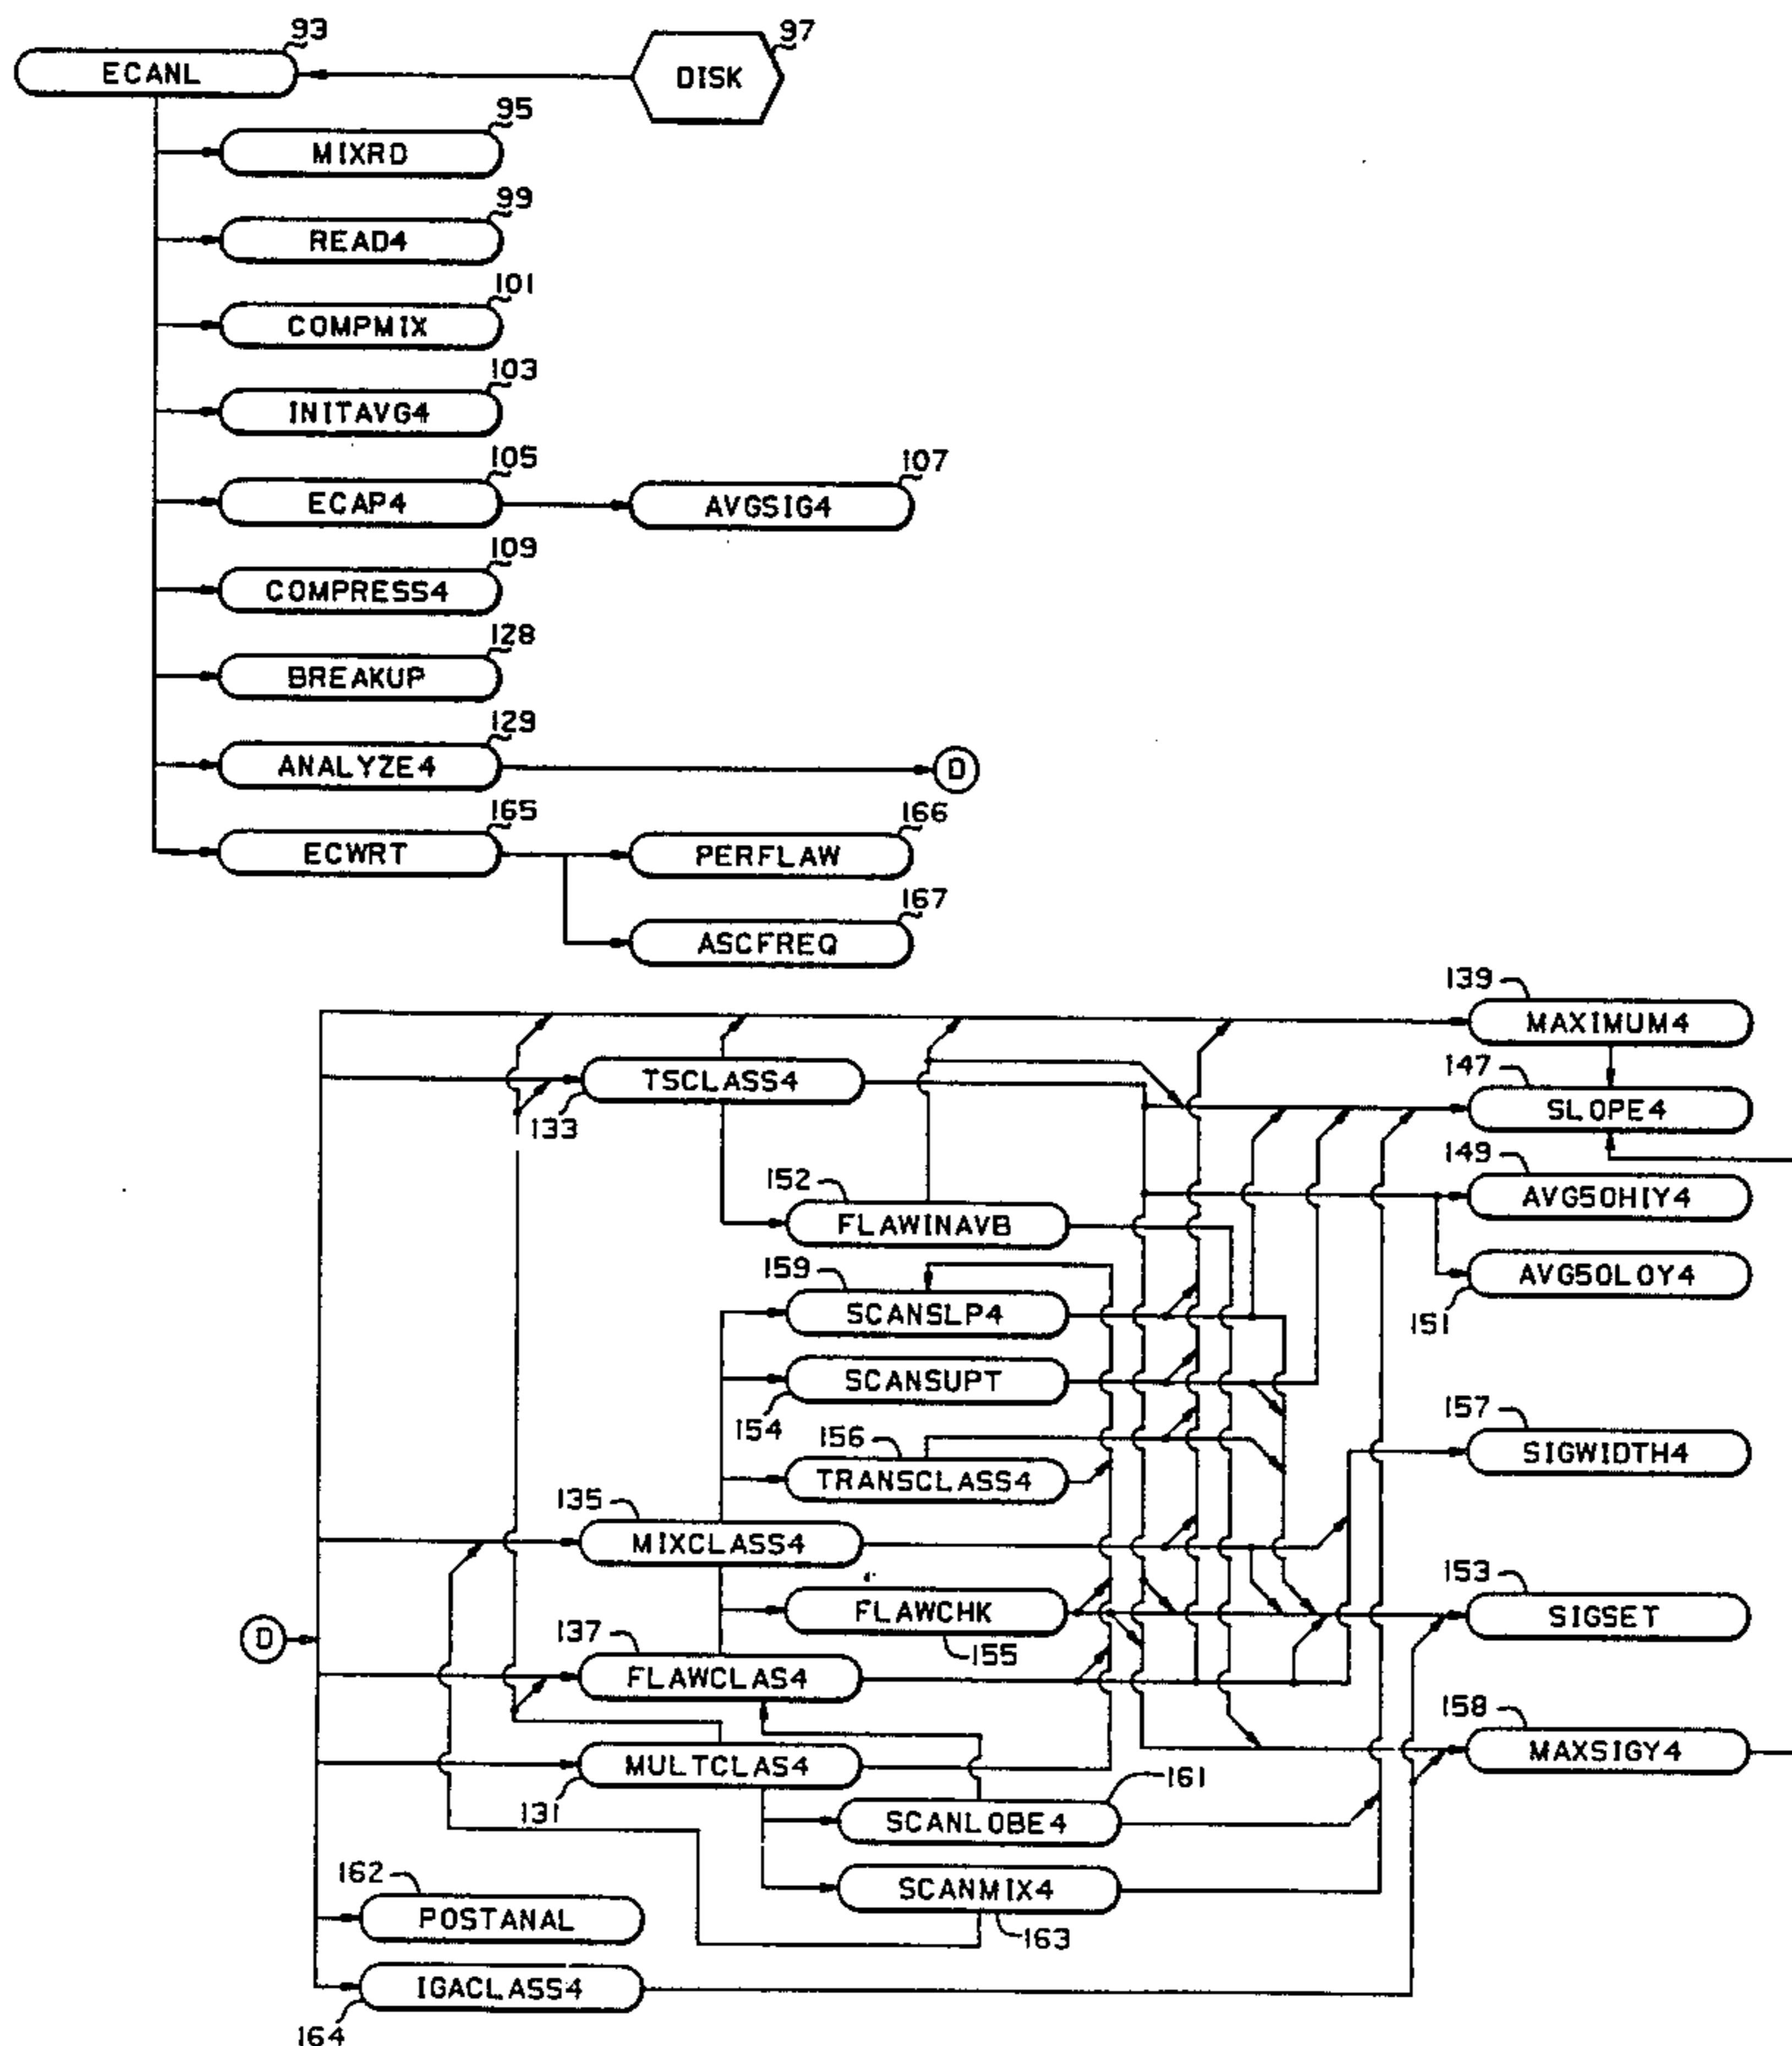 93
97
ECANL
DISK
95
MIXRD
99
READ4
101
COMPMIX
103
INITAVG4
105
107
ECAP4
AVGSIG4
109
COMPRESS4
128
BREAKUP
129
ANALYZE4
D
165
166
ECWRT
PERFLAW
167
ASCFREQ
139
MAXIMUM4
TSCLASS4
147
133
SLOPE4
149
152
AVG50HIY4
FLAWINAVB
159
AVG50LOY4
SCANSLP4
151
SCANSUPT
154
157
156
SIGWIDTH4
TRANSCLASS4
135
MIXCLASS4
153
FLAWCHK
SIGSET
D
137
155
FLAWCLAS4
158
MULTCLAS4
MAXSIGY4
131
161
SCANLOBE4
162
SCANMIX4
POSTANAL
163
IGACLASS4
164